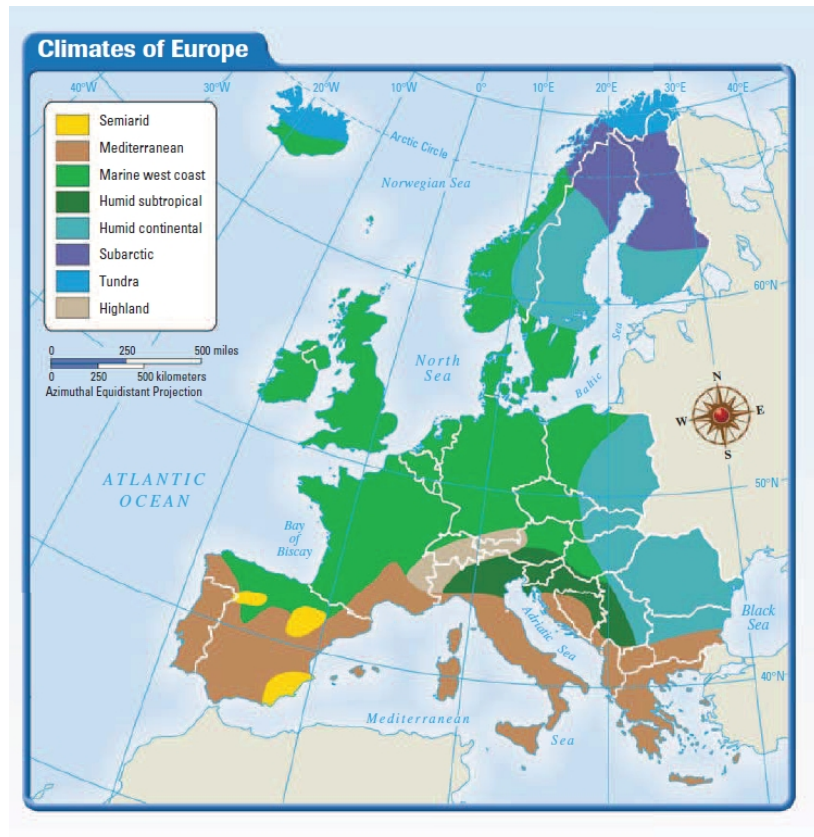 Climates of Europe
40°W
30°W
20°W
10°W
0°
10°E
20°E
30°E
40°E
Semiarid
Mediterranean
Marine west coast
Humid subtropical
Humid continental
Subarctic
Tundra
Highland
Arctic Circle
Norwegian Sea
60°N
0 250 500 miles
0 250 500 kilometers
Azimuthal Equidistant Projection
North
Sea
Baltic
Sea
N
W
E
S
ATLANTIC
OCEAN
50°N
Bay
of
Biscay
Adriatic Sea
Black
Sea
40°N
Mediterranean
Sea